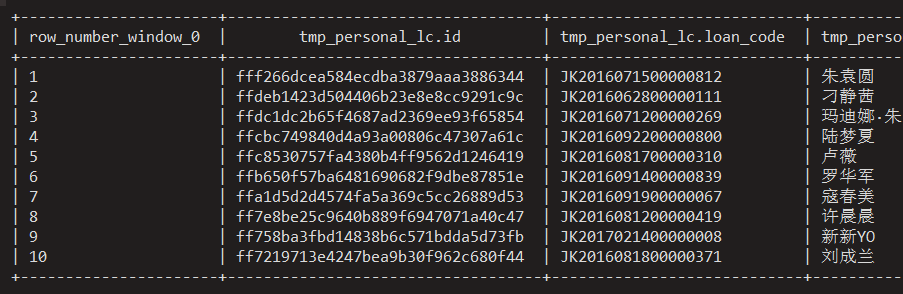 row_number_window_0 | tmp_personal_lc.id | tmp_personal_lc.loan_code | tmp_perso
1 | fff266dcea584ecdba3879aaa3886344 | JK2016071500000812 | 朱袁圆
2 | ffdeb1423d504406b23e8e8cc9291c9c | JK2016062800000111 | 刁静茜
3 | ffdc1dc2b65f4687ad2369ee93f65854 | JK2016071200000269 | 玛迪娜·朱
4 | ffcbc749840d4a93a00806c47307a61c | JK2016092200000800 | 陆梦夏
5 | ffc8530757fa4380b4ff9562d1246419 | JK2016081700000310 | 卢薇
6 | ffb650f57ba6481690682f9dbe87851e | JK2016091400000839 | 罗华军
7 | ffa1d5d2d4574fa5a369c5cc26889d53 | JK2016091900000067 | 寇春美
8 | ff7e8be25c9640b889f6947071a40c47 | JK2016081200000419 | 许晨晨
9 | ff758ba3fbd14838b6c571bdda5d73fb | JK2017021400000008 | 新新YO
10 | ff7219713e4247bea9b30f962c680f44 | JK2016081800000371 | 刘成兰